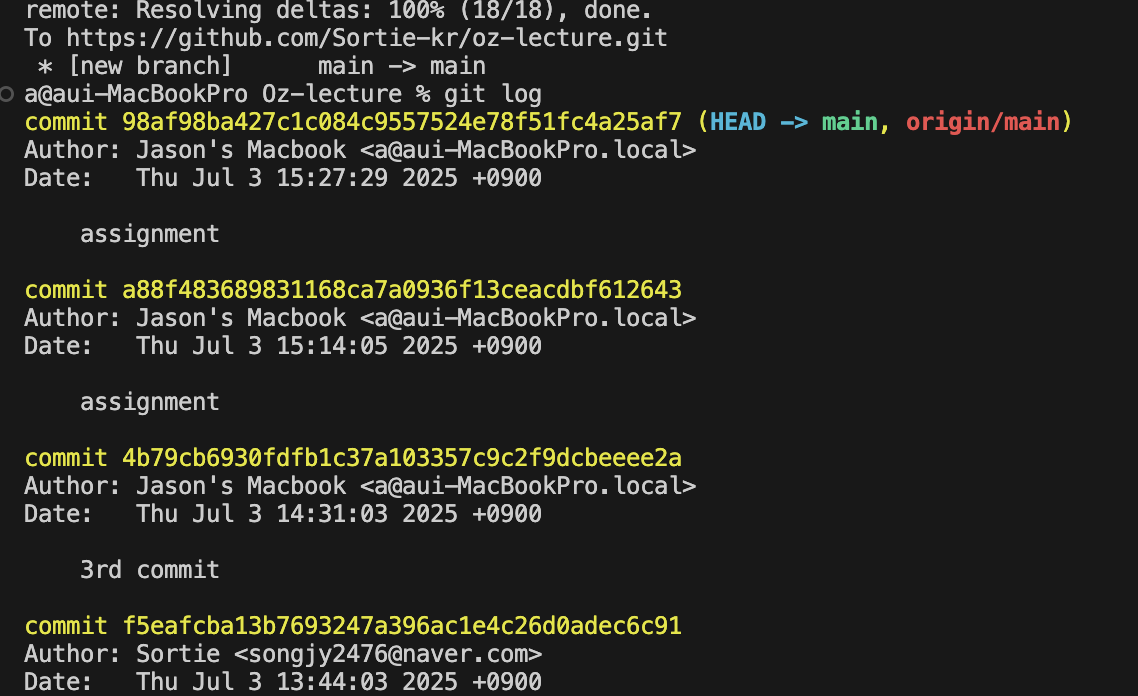 remote: Resolving deltas: 100% (18/18), done.
To https://github.com/Sortie-kr/oz-lecture.git
 * [new branch]      main -> main
a@aui-MacBookPro Oz-lecture % git log
commit 98af98ba427c1c084c9557524e78f51fc4a25af7 (HEAD -> main, origin/main)
Author: Jason's Macbook <a@aui-MacBookPro.local>
Date:   Thu Jul 3 15:27:29 2025 +0900
    assignment
commit a88f483689831168ca7a0936f13ceacdbf612643
Author: Jason's Macbook <a@aui-MacBookPro.local>
Date:   Thu Jul 3 15:14:05 2025 +0900
    assignment
commit 4b79cb6930fdfb1c37a103357c9c2f9dcbeeee2a
Author: Jason's Macbook <a@aui-MacBookPro.local>
Date:   Thu Jul 3 14:31:03 2025 +0900
    3rd commit
commit f5eafcba13b7693247a396ac1e4c26d0adec6c91
Author: Sortie <songjy2476@naver.com>
Date:   Thu Jul 3 13:44:03 2025 +0900